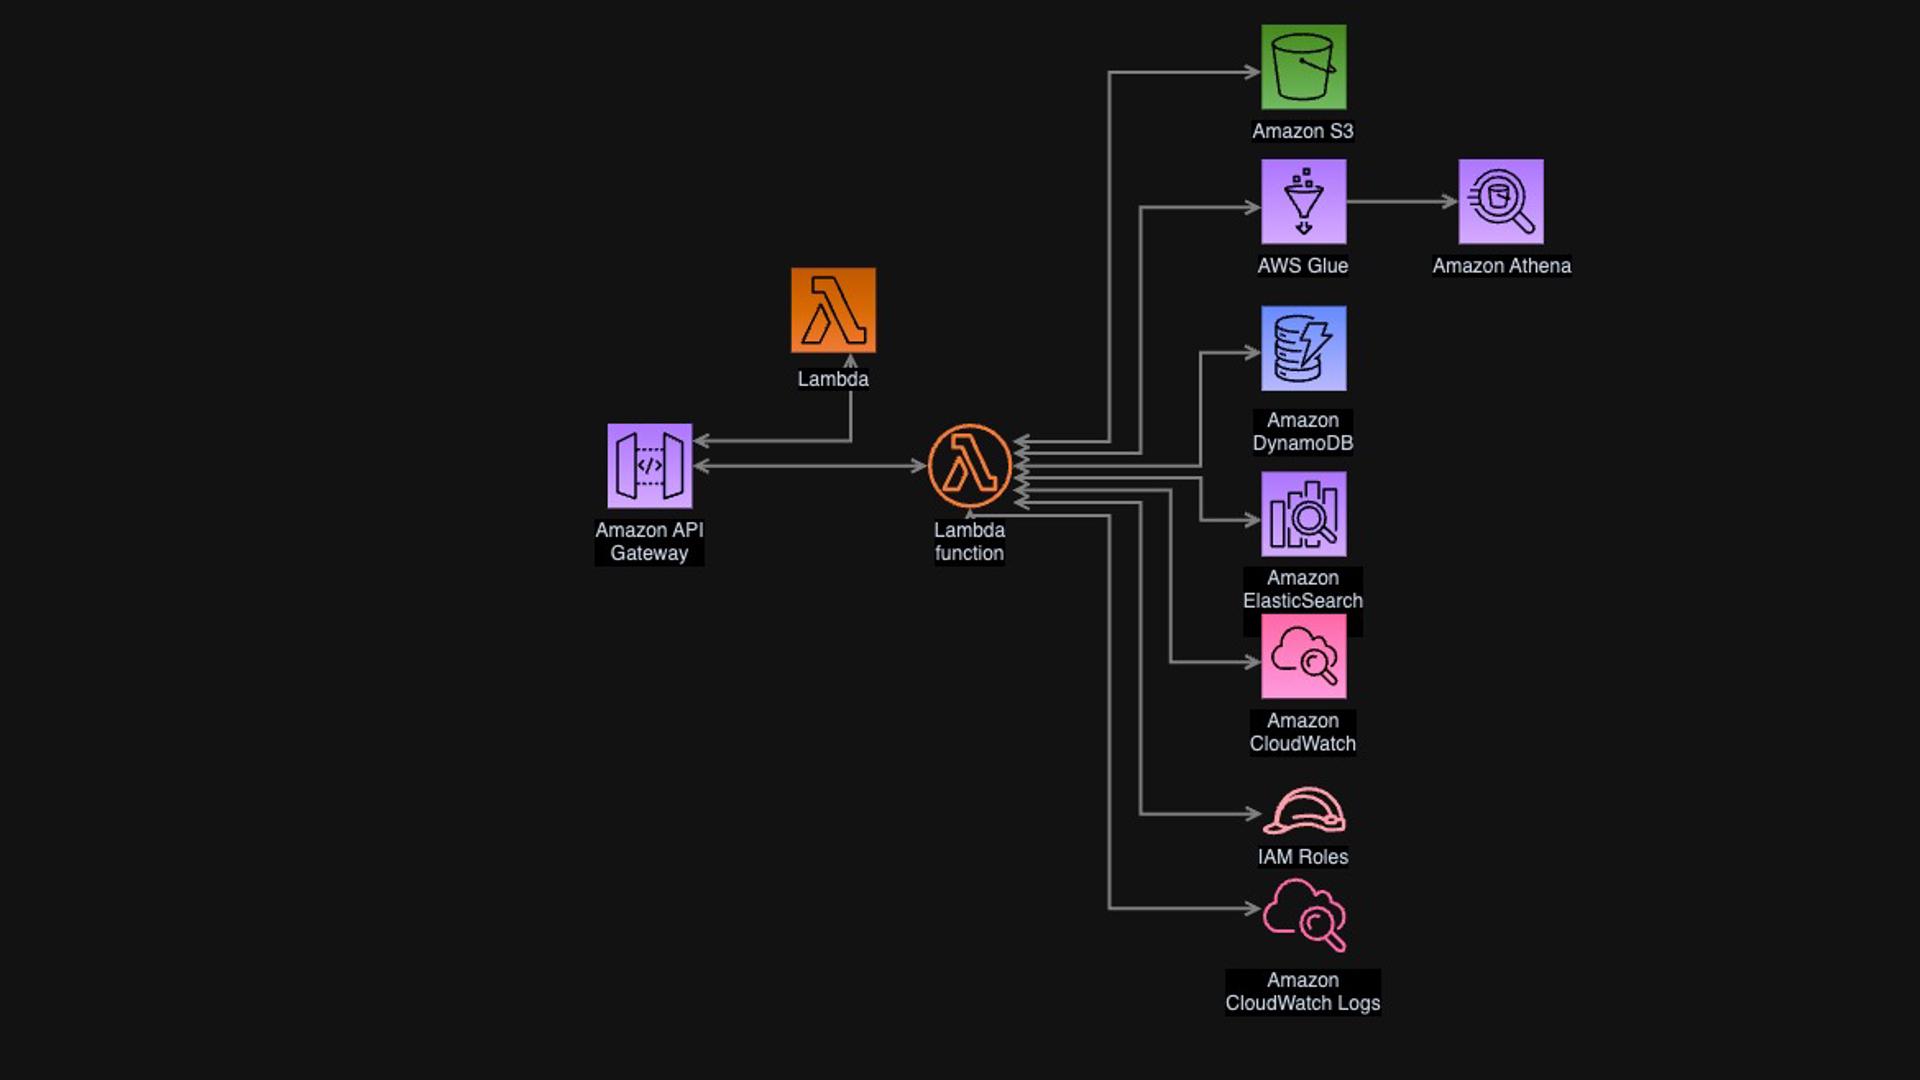 Amazon S3
AWS Glue
Amazon Athena
Lambda
Amazon
DynamoDB
</>
Amazon API
Gateway
Lambda
function
Amazon
ElasticSearch
Amazon
CloudWatch
IAM Roles
Amazon
CloudWatch Logs